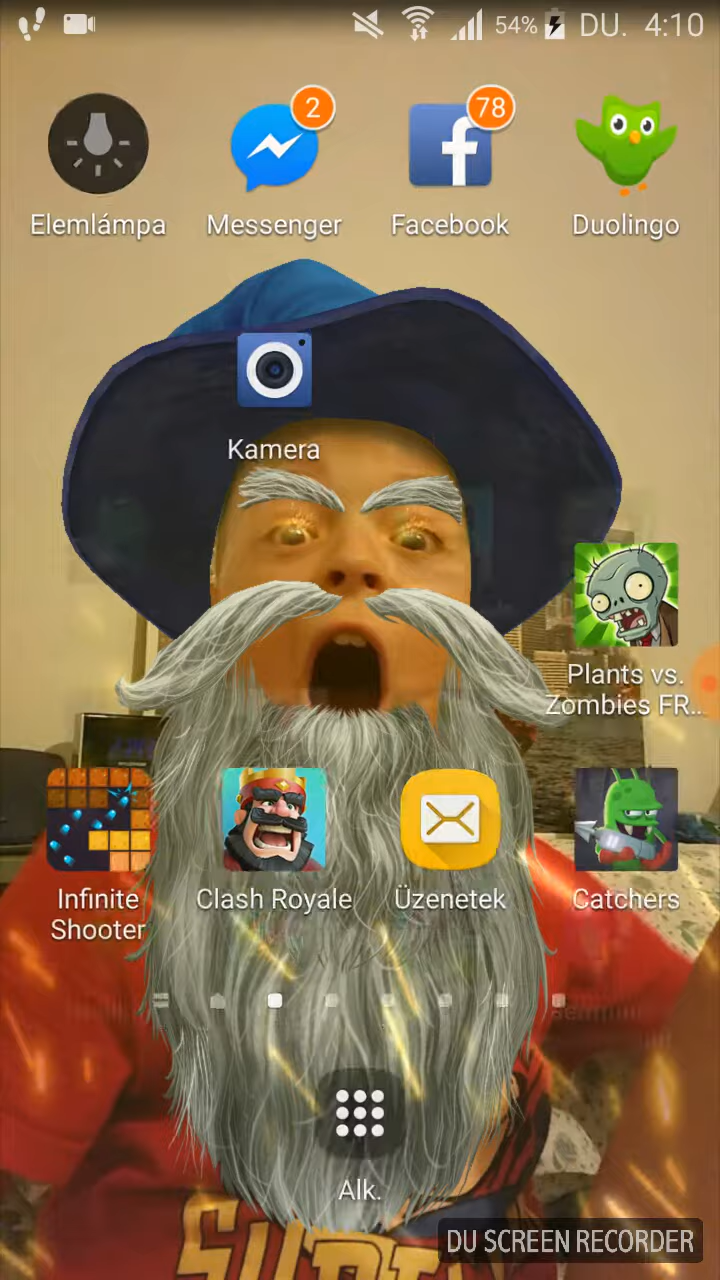 54% DU. 4:10
2 78
Elemlámpa Messenger Facebook Duolingo
Kamera
Plants vs.
Zombies FR...
Infinite
Shooter Clash Royale Üzenetek Catchers
Alk.
DU SCREEN RECORDER